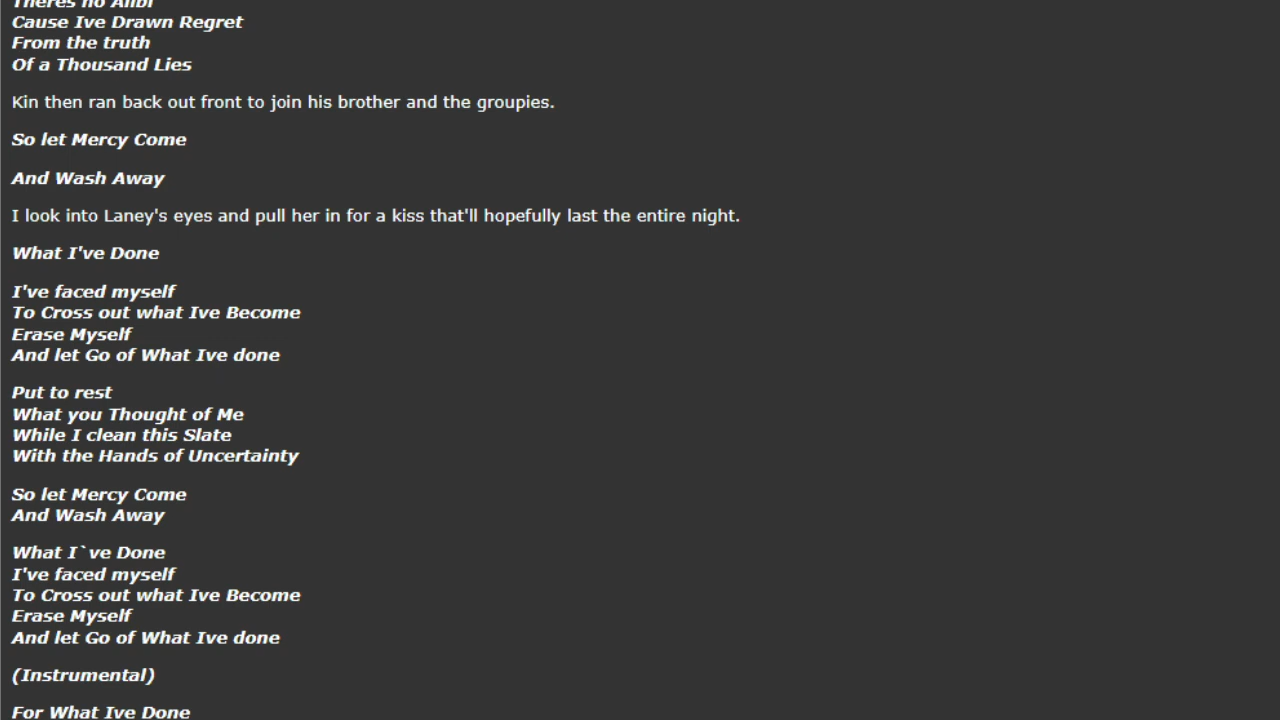 Theres no Alibi
Cause Ive Drawn Regret
From the truth
Of a Thousand Lies
Kin then ran back out front to join his brother and the groupies.
So let Mercy Come
And Wash Away
I look into Laney's eyes and pull her in for a kiss that'll hopefully last the entire night.
What I've Done
I've faced myself
To Cross out what Ive Become
Erase Myself
And let Go of What Ive done
Put to rest
What you Thought of Me
While I clean this Slate
With the Hands of Uncertainty
So let Mercy Come
And Wash Away
What I`ve Done
I've faced myself
To Cross out what Ive Become
Erase Myself
And let Go of What Ive done
(Instrumental)
For What Ive Done